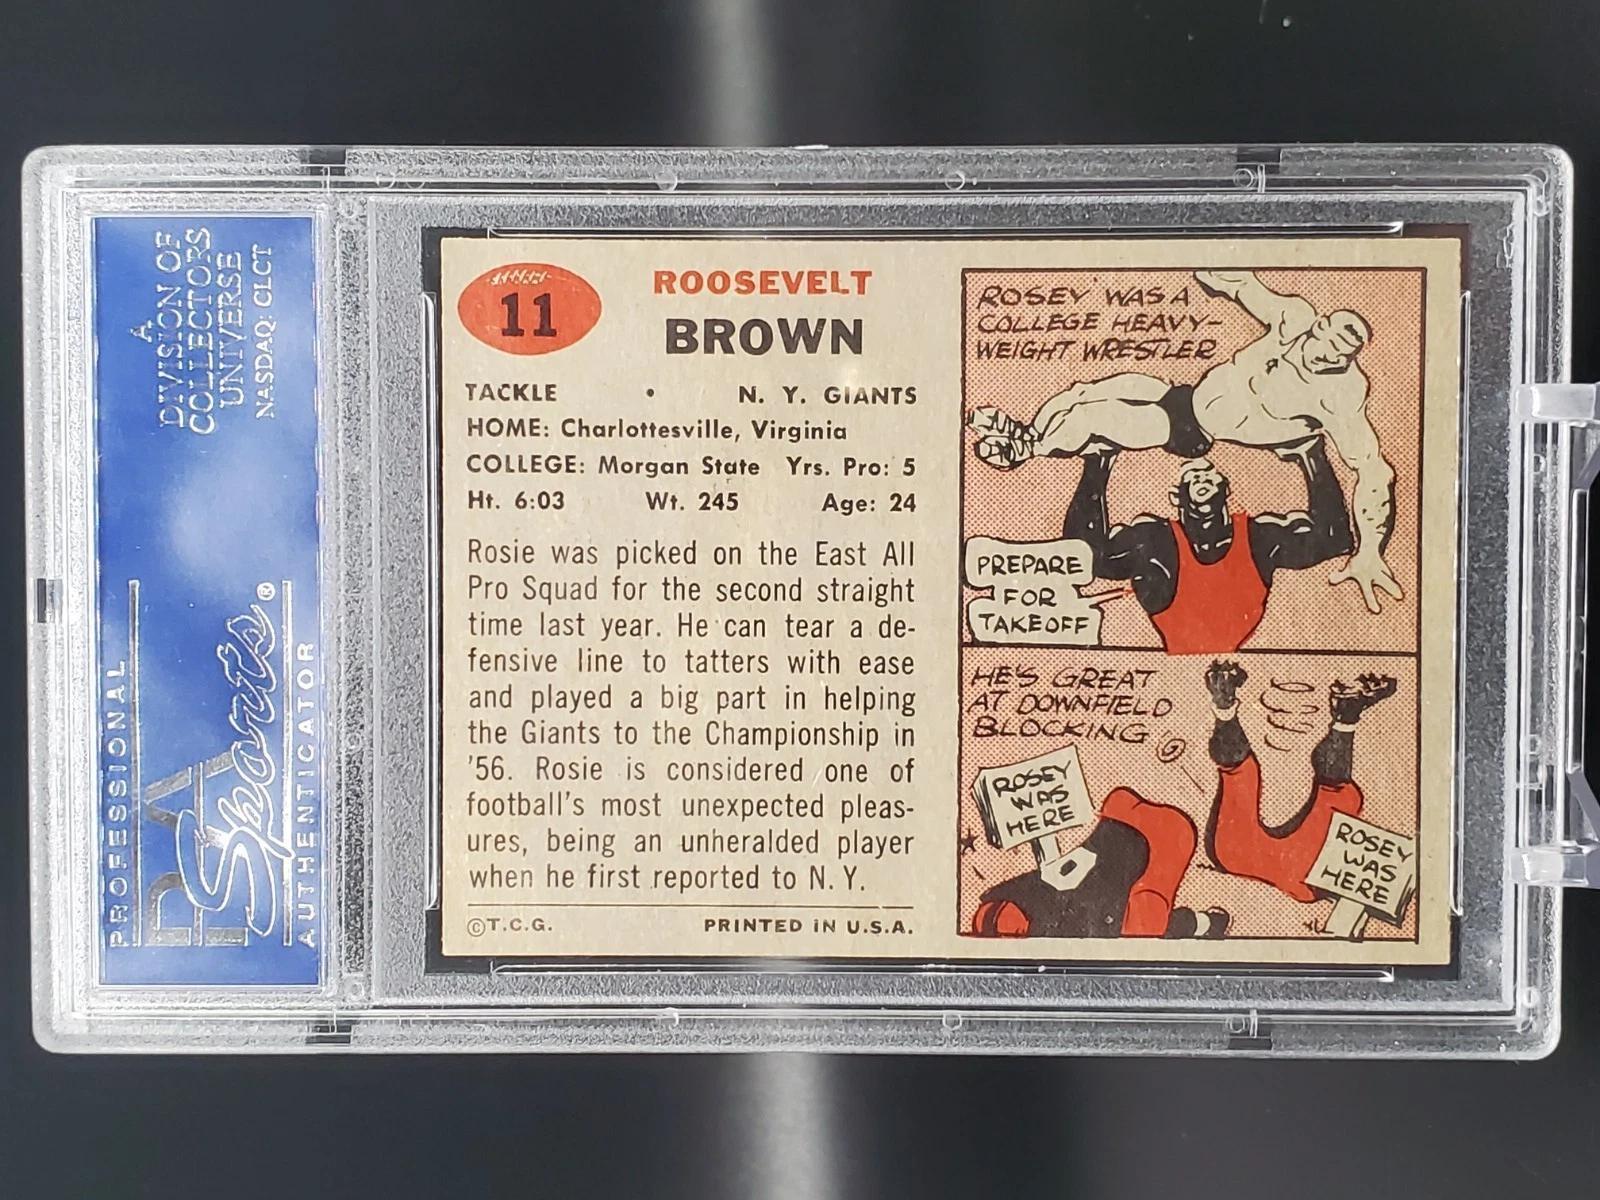 A
DIVISION OF
COLLECTORS
UNIVERSE
NASDAQ: CLCT
PROFESSIONAL
PSA
Sports®
AUTHENTICATOR
11
ROOSEVELT
BROWN
TACKLE • N. Y. GIANTS
HOME: Charlottesville, Virginia
COLLEGE: Morgan State Yrs. Pro: 5
Ht. 6:03 Wt. 245 Age: 24
Rosie was picked on the East All
Pro Squad for the second straight
time last year. He can tear a de-
fensive line to tatters with ease
and played a big part in helping
the Giants to the Championship in
'56. Rosie is considered one of
football's most unexpected pleas-
ures, being an unheralded player
when he first reported to N. Y.
©T.C.G. PRINTED IN U.S.A.
ROSEY WAS A
COLLEGE HEAVY-
WEIGHT WRESTLER
PREPARE
FOR
TAKEOFF
HE'S GREAT
AT DOWNFIELD
BLOCKING
ROSEY
WAS
HERE
ROSEY
WAS
HERE